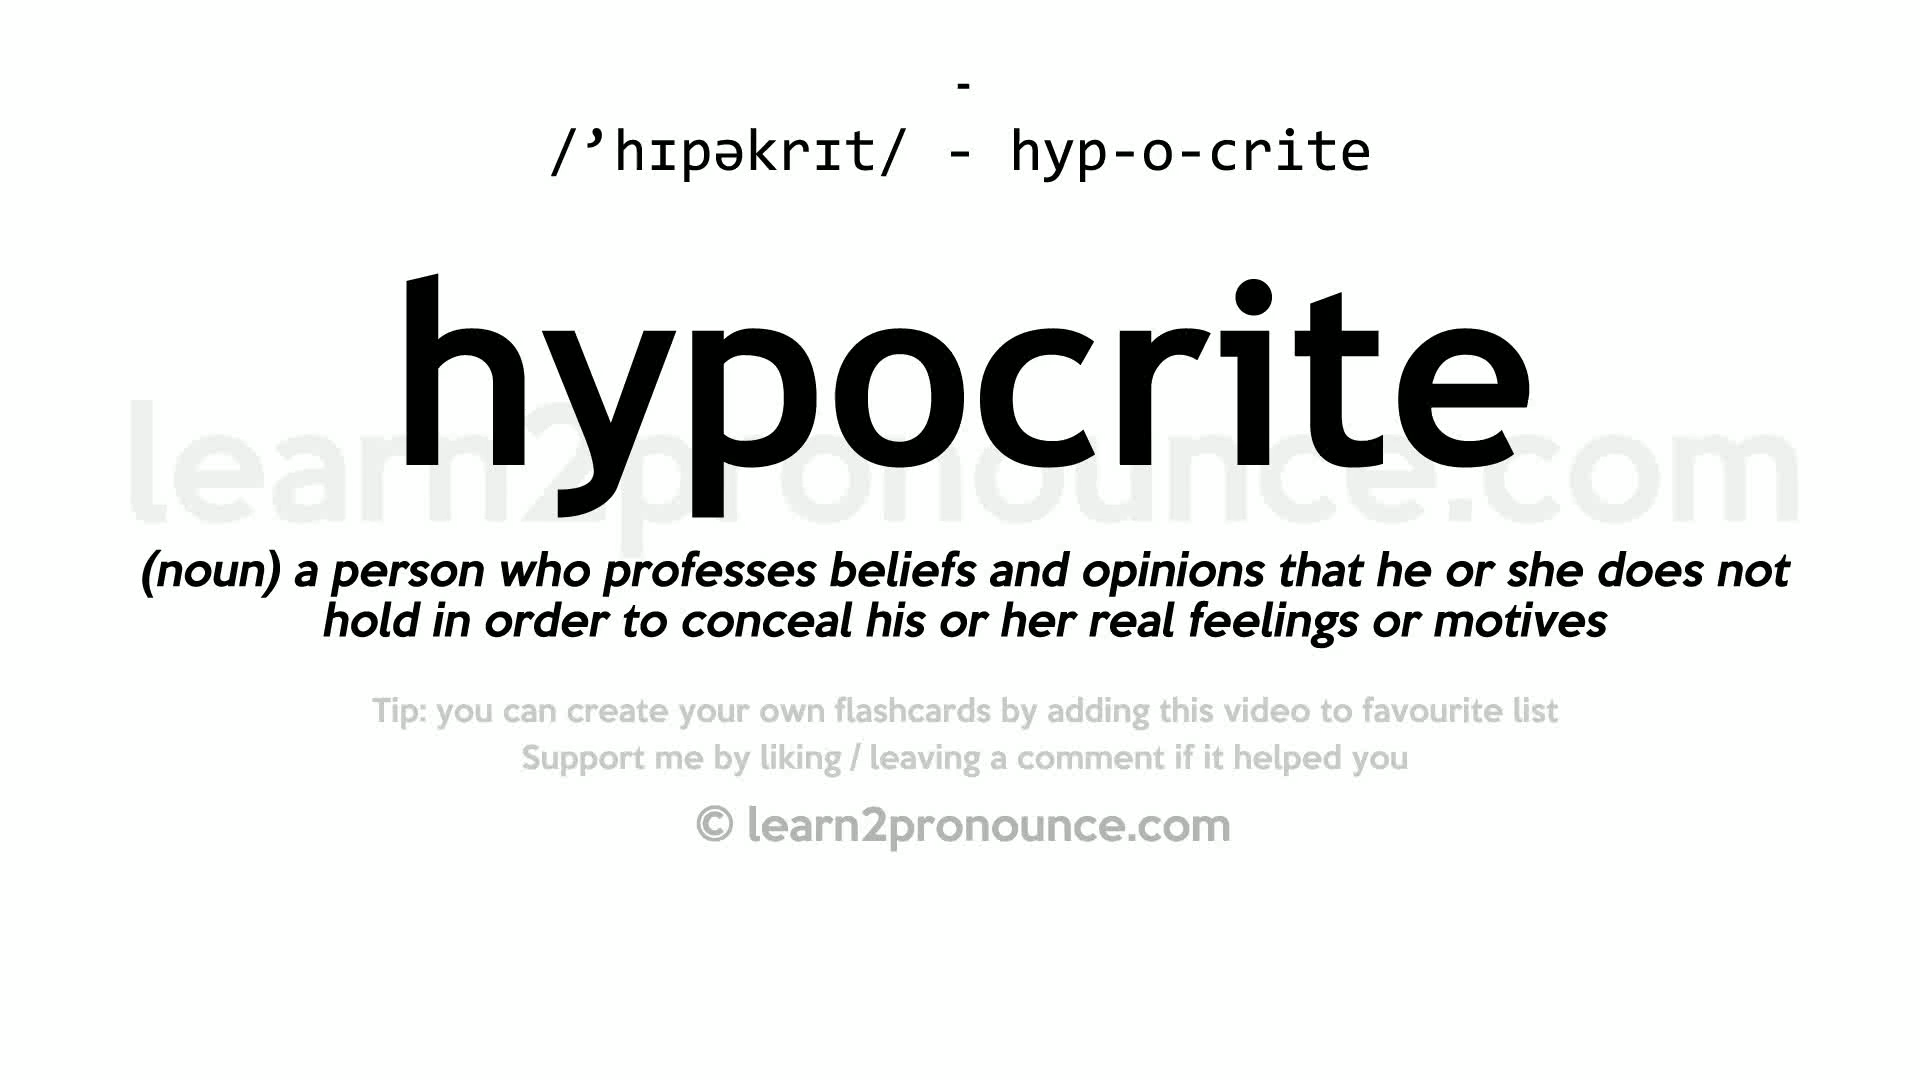 -
/’hɪpəkrɪt/ - hyp-o-crite
hypocrite
learn2pronounce.com
(noun) a person who professes beliefs and opinions that he or she does not
hold in order to conceal his or her real feelings or motives
Tip: you can create your own flashcards by adding this video to favourite list
Support me by liking / leaving a comment if it helped you
© learn2pronounce.com